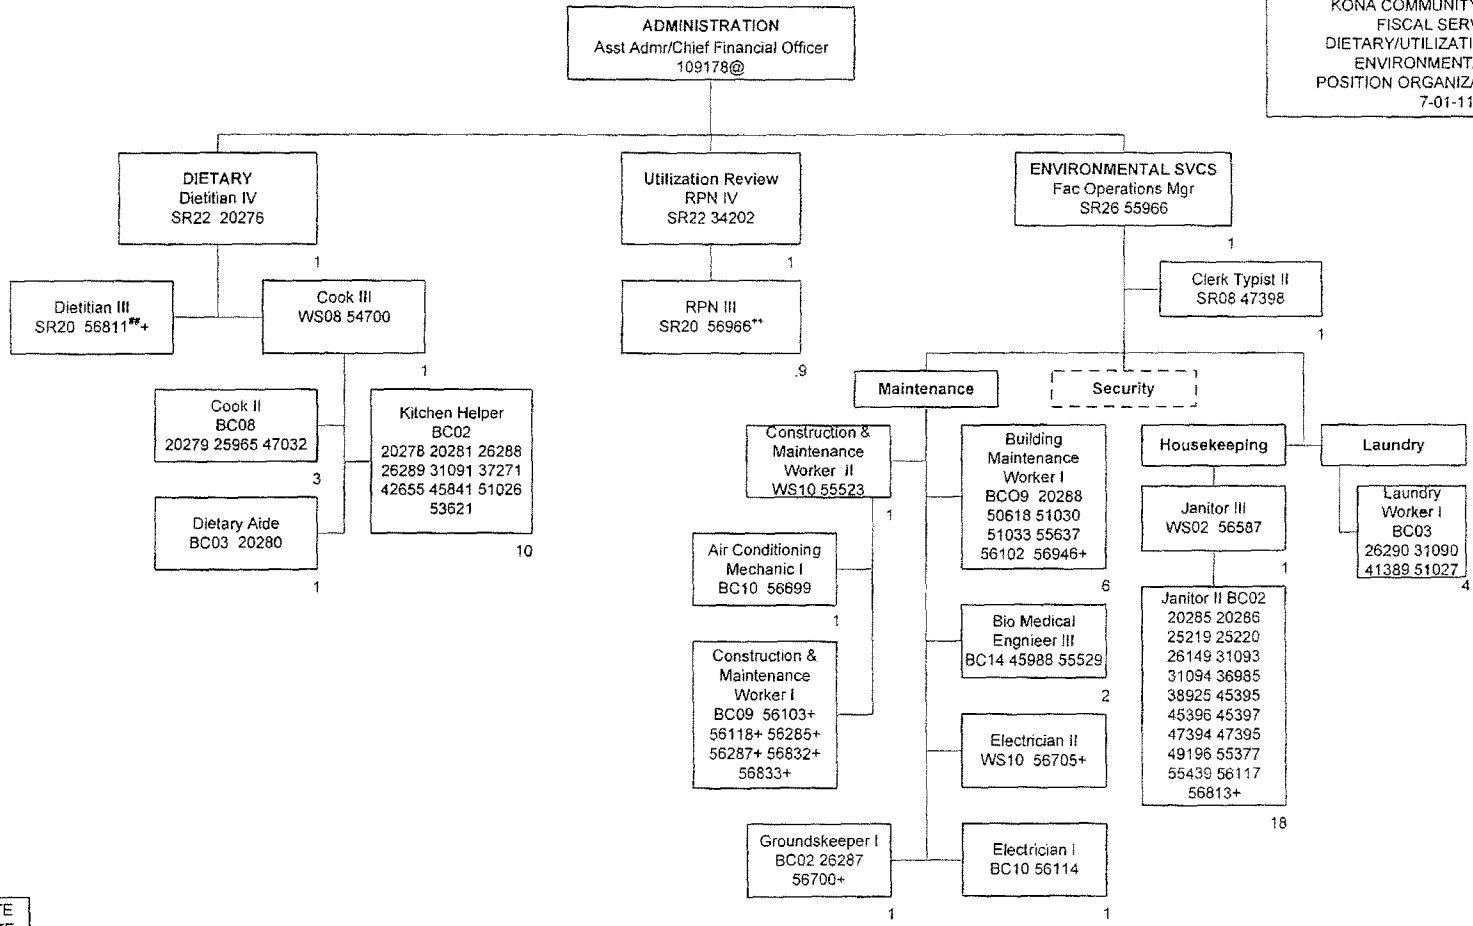 KONA COMMUNITY
FISCAL SERV
DIETARY/UTILIZATI
ENVIRONMENT
POSITION ORGANIZA
7-01-11
ADMINISTRATION
Asst Admr/Chief Financial Officer
109178@
DIETARY
Dietitian IV
SR22 20276
1
Utilization Review
RPN IV
SR22 34202
1
ENVIRONMENTAL SVCS
Fac Operations Mgr
SR26 55966
1
Dietitian III
SR20 56811##+
Cook III
WS08 54700
1
RPN III
SR20 56966++
.9
Clerk Typist II
SR08 47398
1
Cook II
BC08
20279 25965 47032
3
Kitchen Helper
BC02
20278 20281 26288
26289 31091 37271
42655 45841 51026
53621
10
Dietary Aide
BC03 20280
1
Maintenance
Security
Construction &
Maintenance
Worker II
WS10 55523
1
Building
Maintenance
Worker I
BCO9 20288
50618 51030
51033 55637
56102 56946+
6
Housekeeping
Laundry
Janitor III
WS02 56587
1
Laundry
Worker I
BC03
26290 31090
41389 51027
4
Air Conditioning
Mechanic I
BC10 56699
1
Bio Medical
Engnieer III
BC14 45988 55529
2
Janitor II BC02
20285 20286
25219 25220
26149 31093
31094 36985
38925 45395
45396 45397
47394 47395
49196 55377
55439 56117
56813+
18
Construction &
Maintenance
Worker I
BC09 56103+
56118+ 56285+
56287+ 56832+
56833+
Electrician II
WS10 56705+
Groundskeeper I
BC02 26287
56700+
1
Electrician I
BC10 56114
1
TE